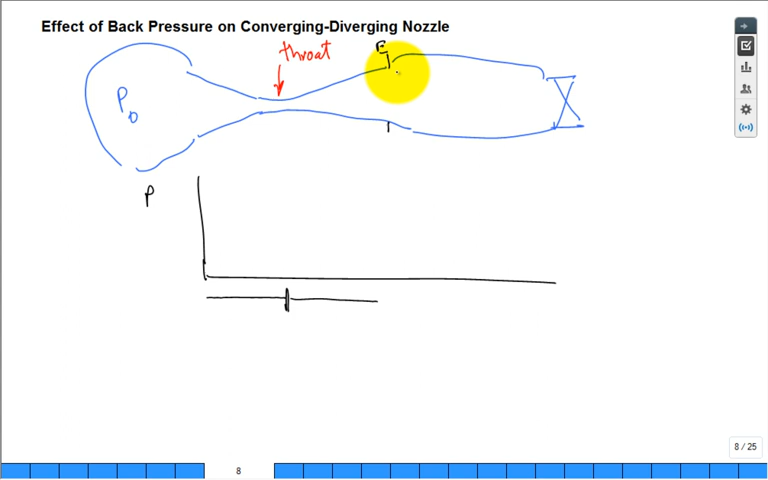 Effect of Back Pressure on Converging-Diverging Nozzle
throat
E
P0
P
8 / 25
8